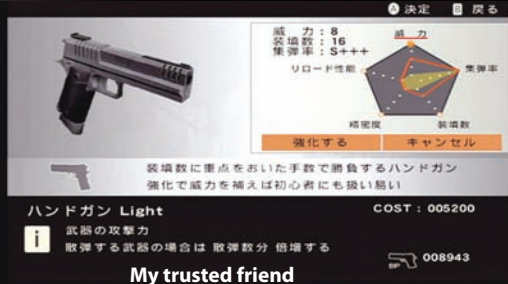 A 決定 B 戻る
威 力 : 8
装填数 : 16
集弾率 : S+++
威 力
リロード性能
集弾率
精密度
装填数
強化する
キャンセル
装填数に重点をおいた手数で勝負するハンドガン
強化で威力を補えば初心者にも扱い易い
ハンドガン Light
COST : 005200
i
武器の攻撃力
散弾する武器の場合は 散弾数分 倍増する
BP 008943
My trusted friend